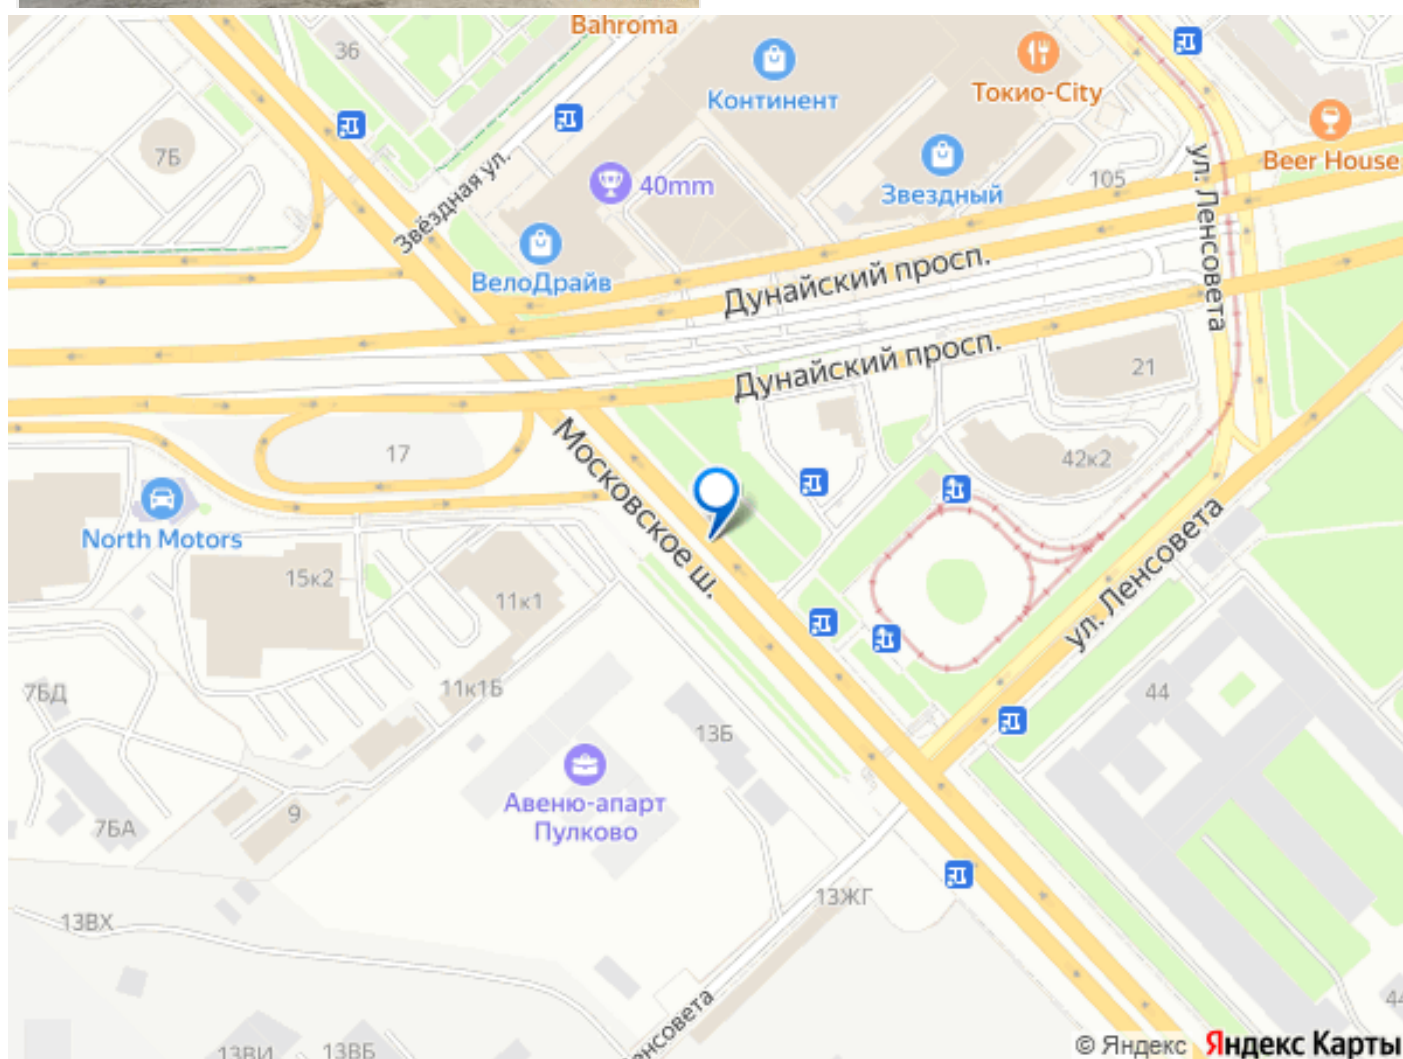 Bahroma
36
Континент
Токио-City
Beer House
7Б
Звёздная ул.
40mm
Звездный
105
ул. Ленсовета
ВелоДрайв
Дунайский просп.
Дунайский просп.
21
17
Московское ш.
42к2
North Motors
15к2
11к1
ул. Ленсовета
7БД
11к1Б
13Б
44
Авеню-апарт
Пулково
9
7БА
13ВХ
13ЖГ
13ВИ
13ВБ
© Яндекс Яндекс Карты